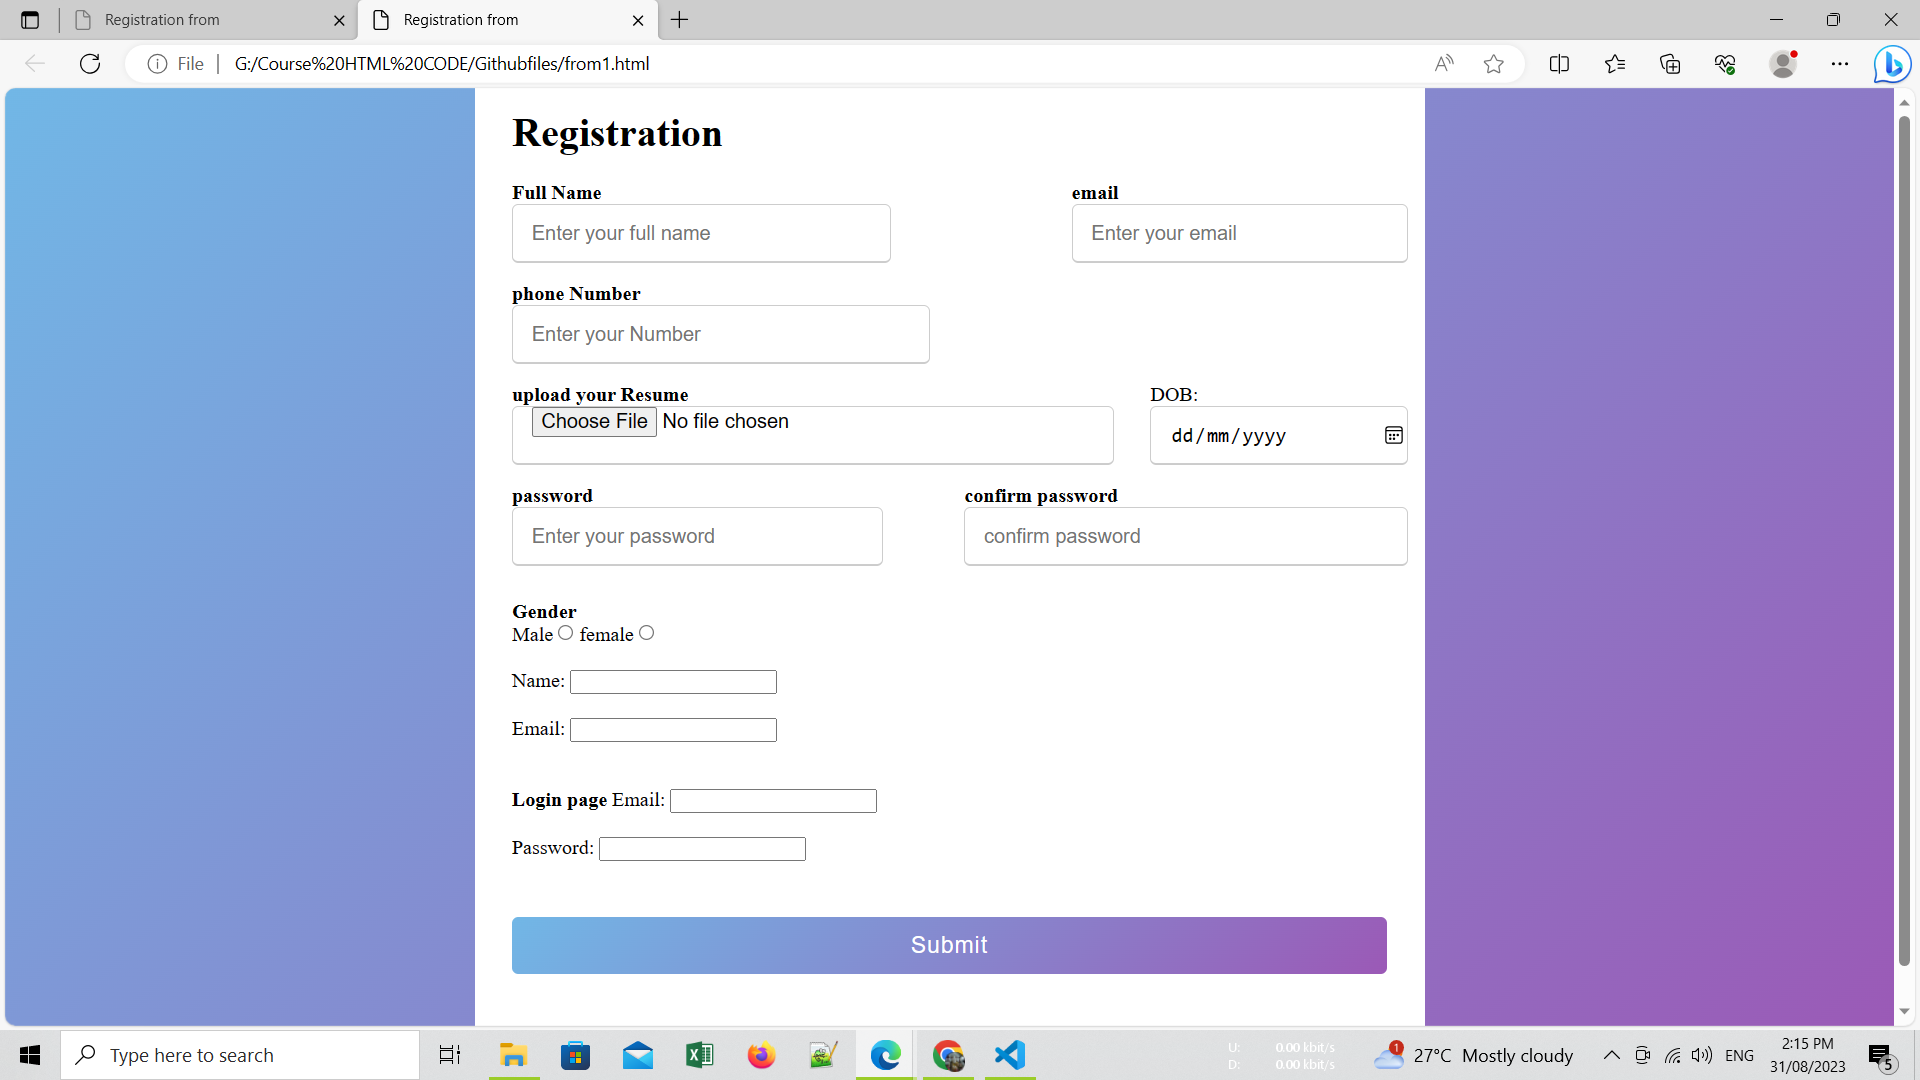 Registration from
Registration from
File
G:/Course%20HTML%20CODE/Githubfiles/from1.html
Registration
Full Name
email
Enter your full name
Enter your email
phone Number
Enter your Number
upload your Resume
DOB:
Choose File No file chosen
dd/mm/yyyy
password
confirm password
Enter your password
confirm password
Gender
Male female
Name:
Email:
Login page Email:
Password:
Submit
Type here to search
U: 0.00 kbit/s
D: 0.00 kbit/s
1
27°C Mostly cloudy
ENG
2:15 PM
31/08/2023
5